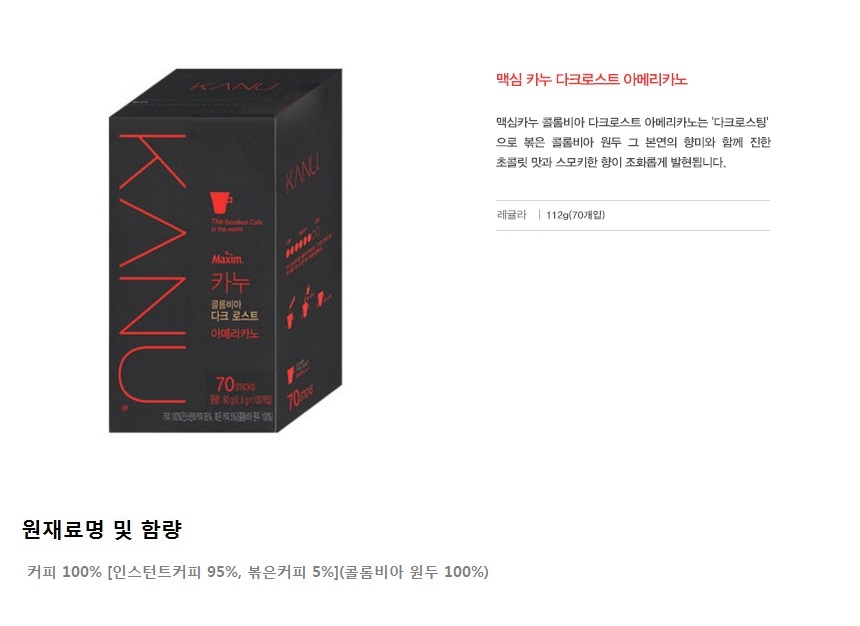 KANU
KANU
The Smallest Cafe
in the world
Maxim.
카누
콜롬비아
다크 로스트
아메리카노
70 STICKS
KANU
70 STICKS
맥심 카누 다크로스트 아메리카노
맥심카누 콜롬비아 다크로스트 아메리카노는 '다크로스팅'
으로 볶은 콜롬비아 원두 그 본연의 향미와 함께 진한
초콜릿 맛과 스모키한 향이 조화롭게 발현됩니다.
레귤라 | 112g(70개입)
원재료명 및 함량
커피 100% [인스턴트커피 95%, 볶은커피 5%](콜롬비아 원두 100%)